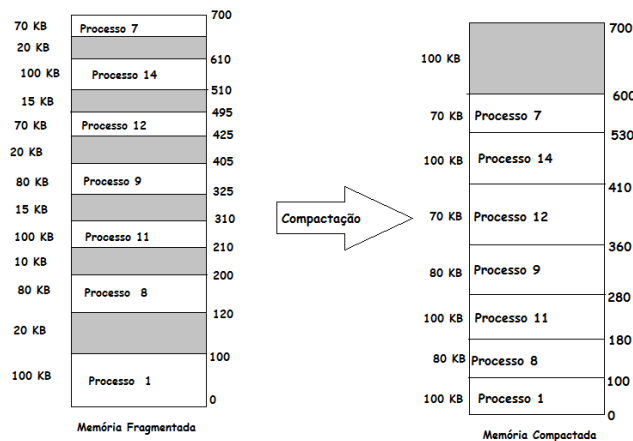 70 KB Processo 7 700
20 KB
610
100 KB Processo 14
510
15 KB
495
70 KB Processo 12
425
20 KB
405
80 KB Processo 9
325
15 KB
310
100 KB Processo 11
210
10 KB
200
80 KB Processo 8
120
20 KB
100
100 KB Processo 1
0
Memória Fragmentada
Compactação
700
100 KB
600
70 KB Processo 7
530
100 KB Processo 14
410
70 KB Processo 12
360
80 KB Processo 9
280
100 KB Processo 11
180
80 KB Processo 8
100
100 KB Processo 1
0
Memória Compactada